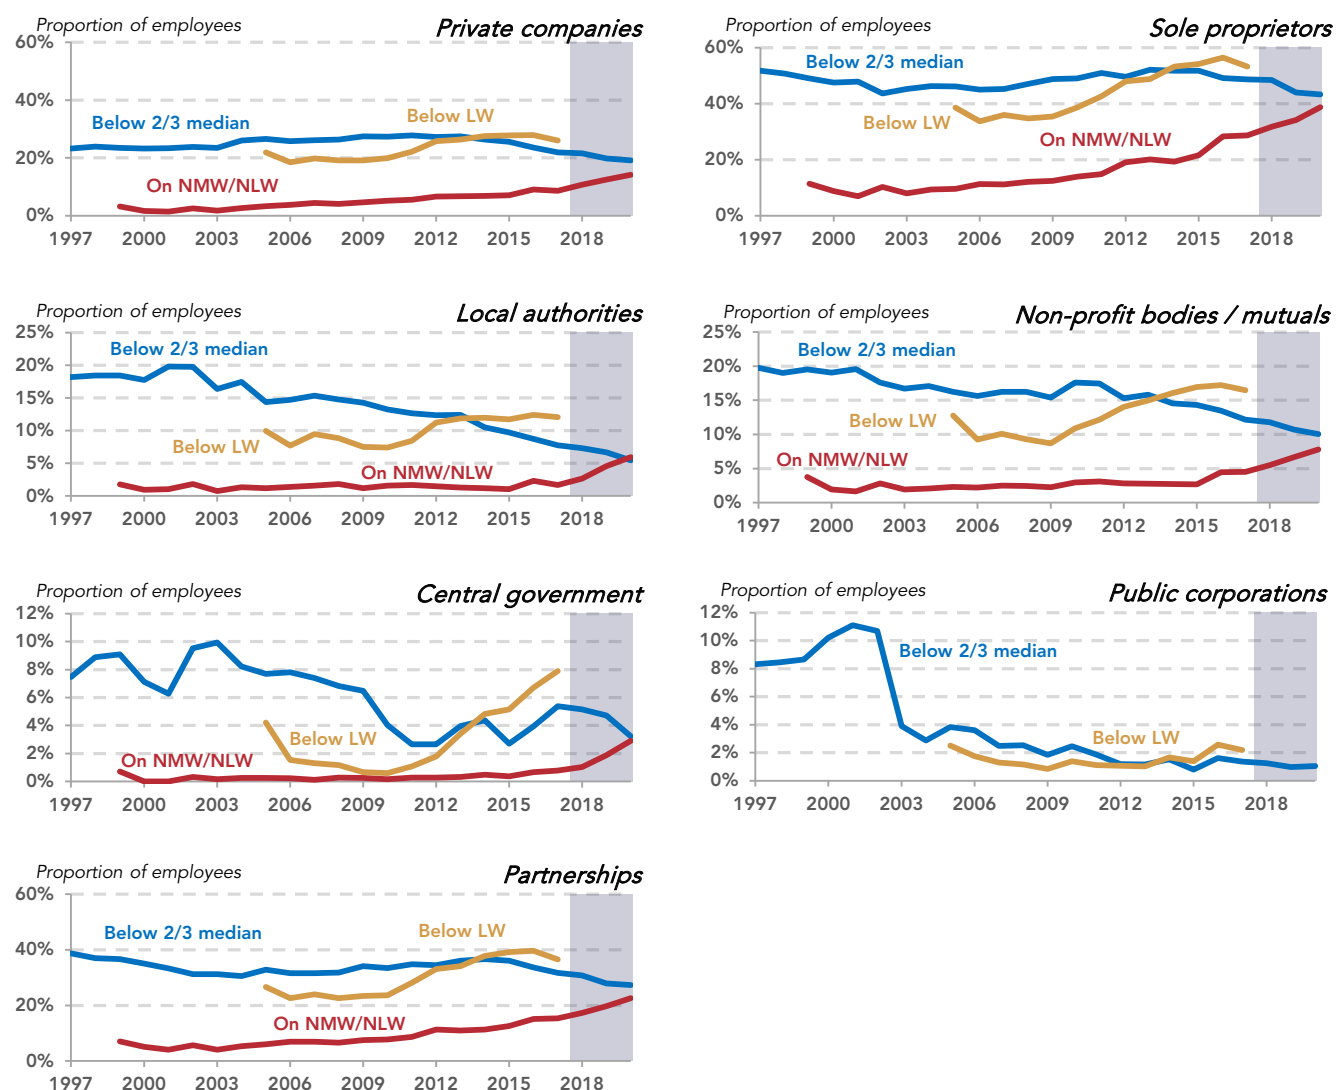 Proportion of employees Private companies
60%
Below 2/3 median
Below LW
On NMW/NLW
40%
20%
0%
1997 2000 2003 2006 2009 2012 2015 2018
Proportion of employees Sole proprietors
60%
Below 2/3 median
Below LW
On NMW/NLW
40%
20%
0%
1997 2000 2003 2006 2009 2012 2015 2018
Proportion of employees Local authorities
25%
Below 2/3 median
20%
15%
10%
Below LW
On NMW/NLW
5%
0%
1997 2000 2003 2006 2009 2012 2015 2018
Proportion of employees Non-profit bodies / mutuals
25%
Below 2/3 median
20%
15%
Below LW
10%
On NMW/NLW
5%
0%
1997 2000 2003 2006 2009 2012 2015 2018
Proportion of employees Central government
12%
10%
8%
6%
4%
Below LW
2%
On NMW/NLW
0%
1997 2000 2003 2006 2009 2012 2015 2018
Proportion of employees Public corporations
12%
10%
Below 2/3 median
8%
6%
4%
Below LW
2%
0%
1997 2000 2003 2006 2009 2012 2015 2018
Proportion of employees Partnerships
60%
Below 2/3 median
Below LW
40%
20%
On NMW/NLW
0%
1997 2000 2003 2006 2009 2012 2015 2018